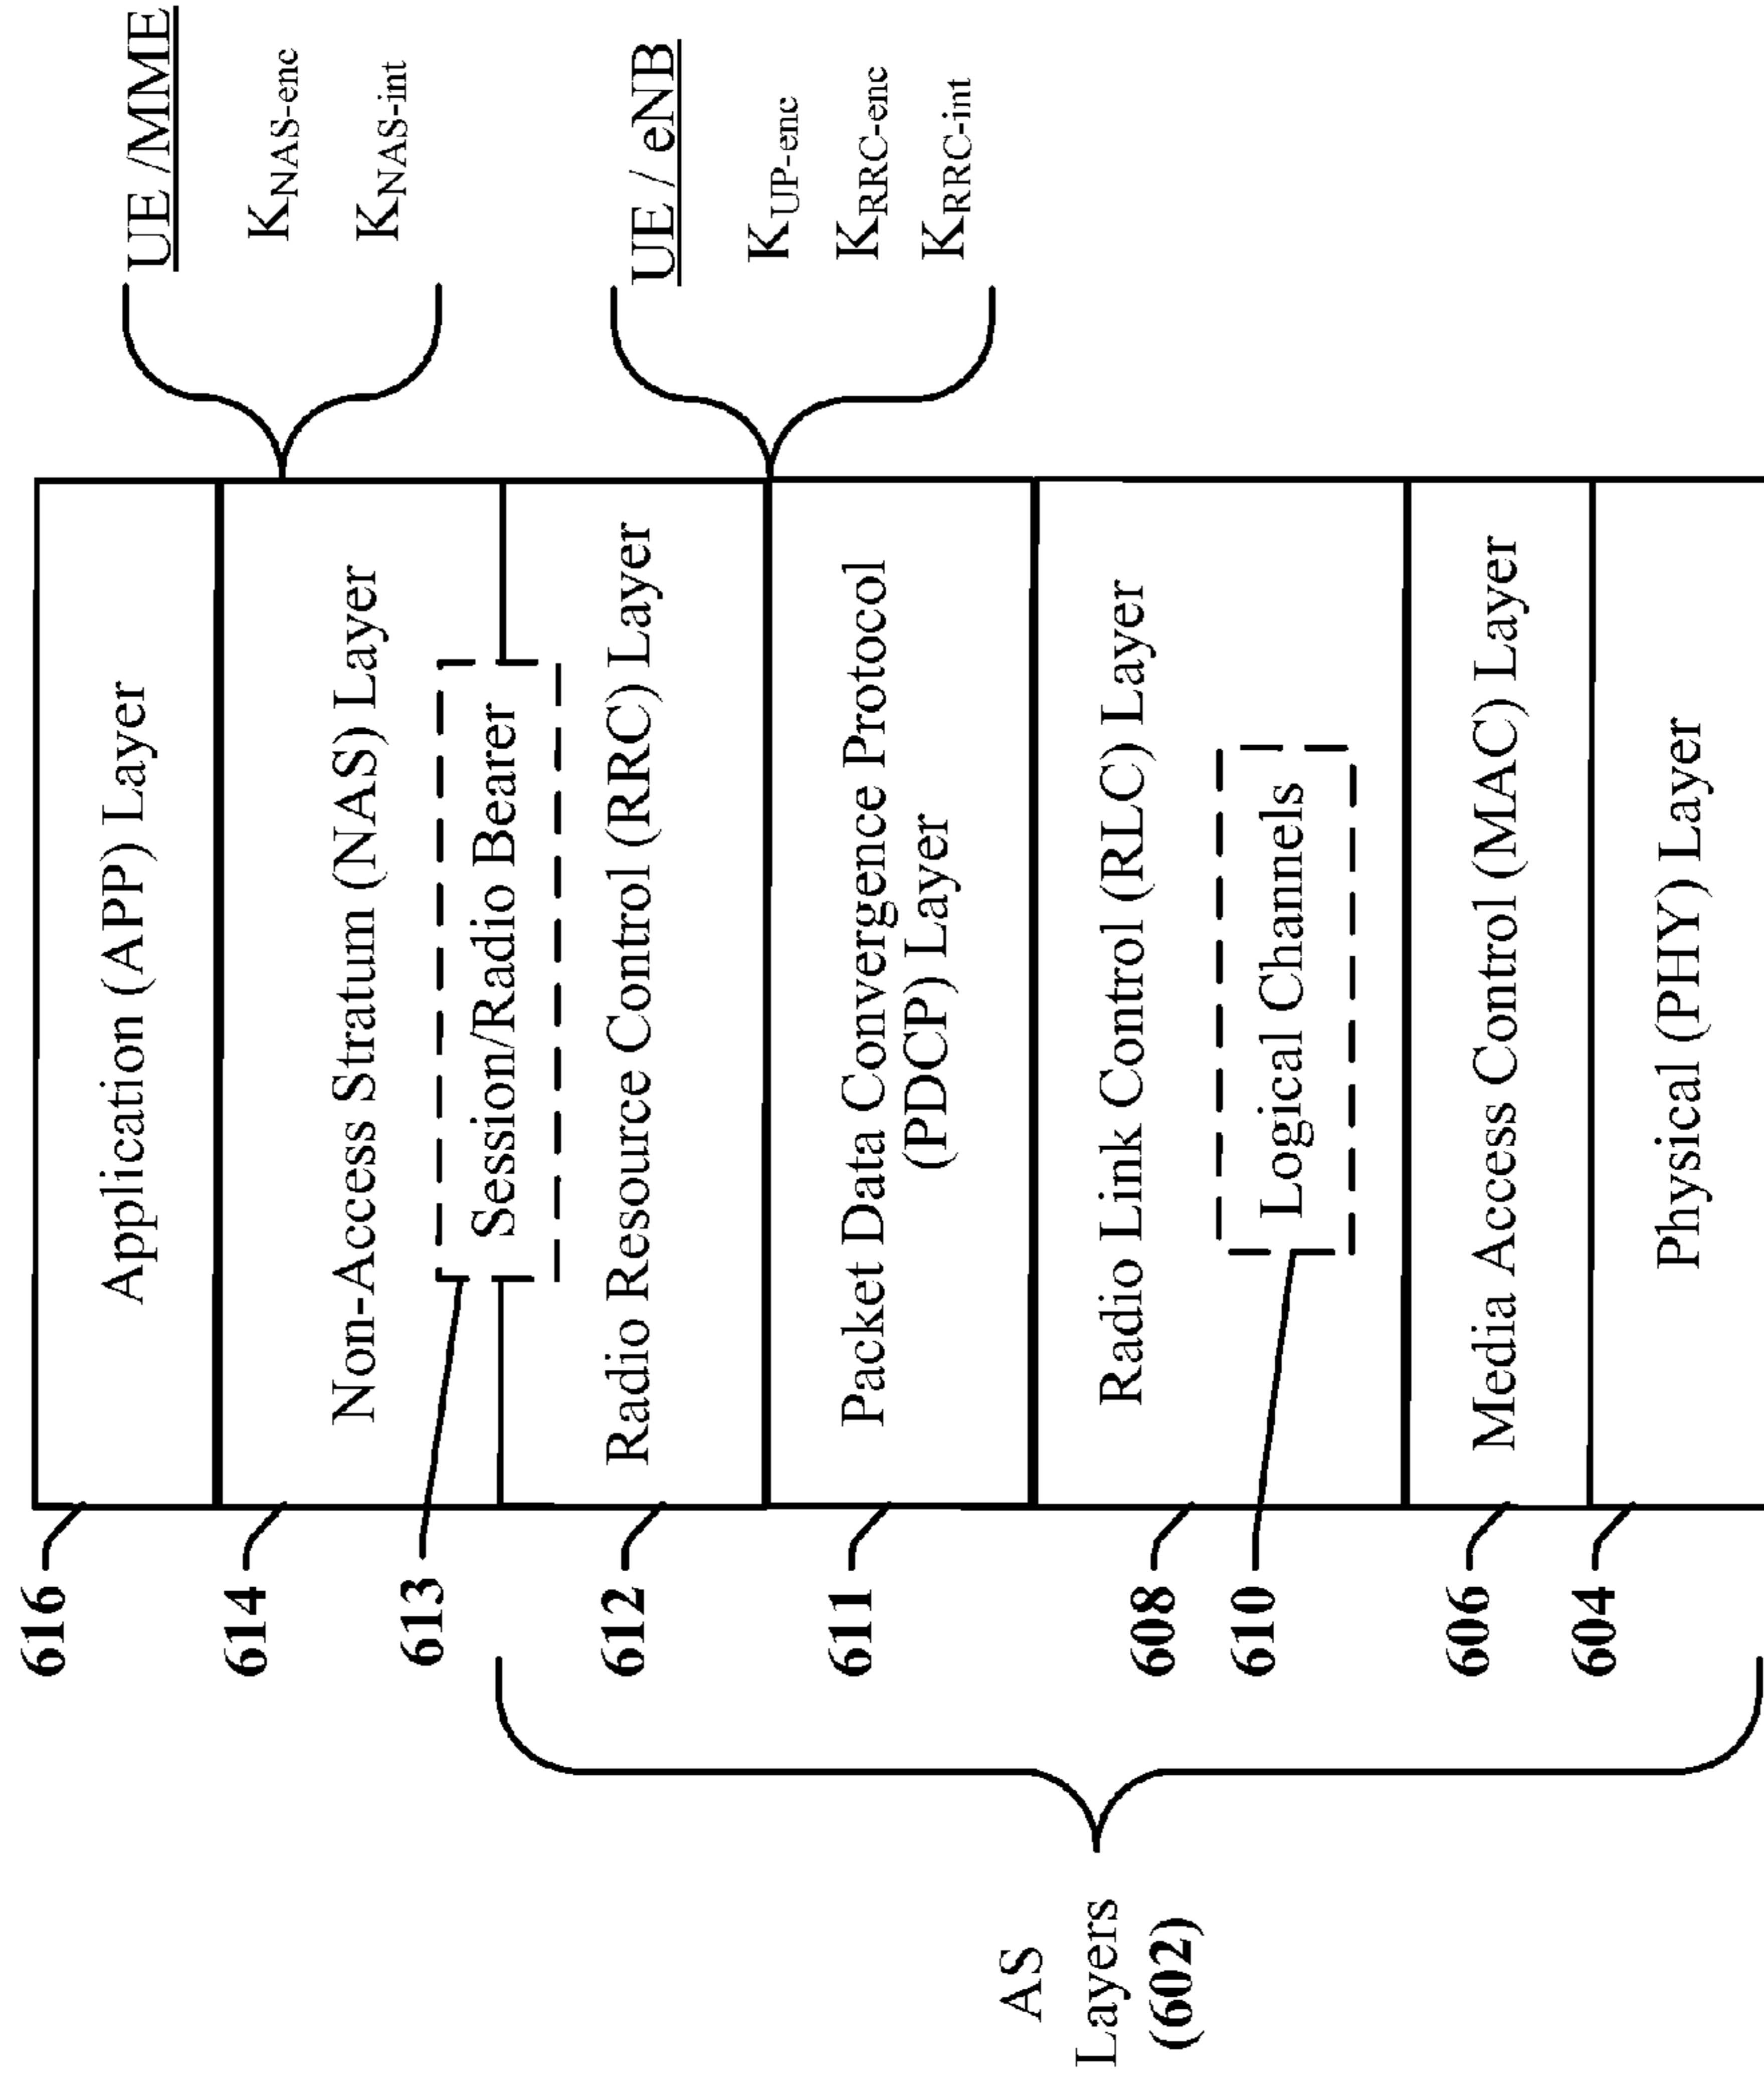 616
Application (APP) Layer
UE /MME
614
Non-Access Stratum (NAS) Layer
KNAS-enc
KNAS-int
613
Session/Radio Bearer
612
Radio Resource Control (RRC) Layer
UE / eNB
611
Packet Data Convergence Protocol
(PDCP) Layer
KUP-enc
KRRC-enc
KRRC-int
608
Radio Link Control (RLC) Layer
610
Logical Channels
606
Media Access Control (MAC) Layer
604
Physical (PHY) Layer
AS
Layers
(602)